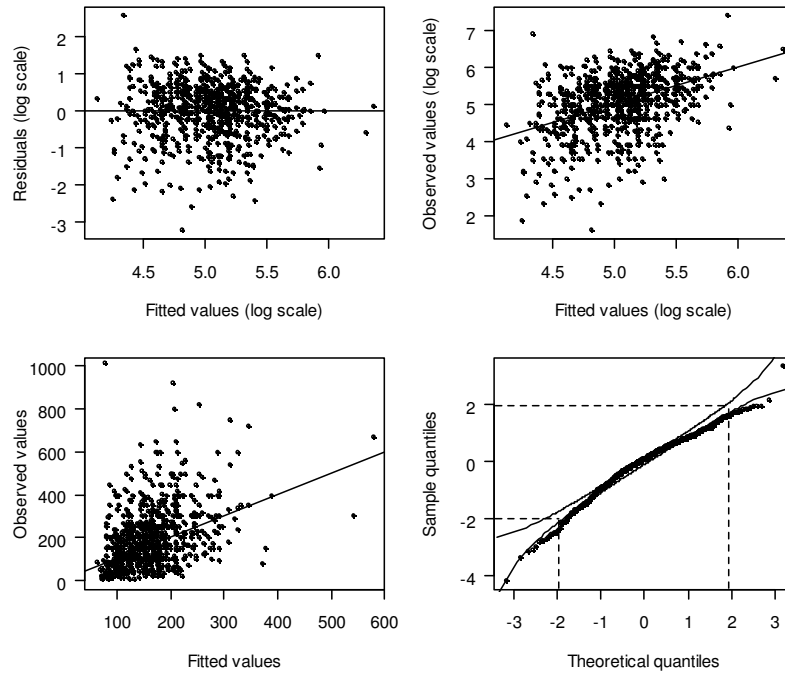 2
1
0
-1
-2
-3
Residuals (log scale)
4.5 5.0 5.5 6.0
Fitted values (log scale)
7
6
5
4
3
2
Observed values (log scale)
4.5 5.0 5.5 6.0
Fitted values (log scale)
1000
800
600
400
200
0
Observed values
100 200 300 400 500 600
Fitted values
2
0
-2
-4
Sample quantiles
-3 -2 -1 0 1 2 3
Theoretical quantiles